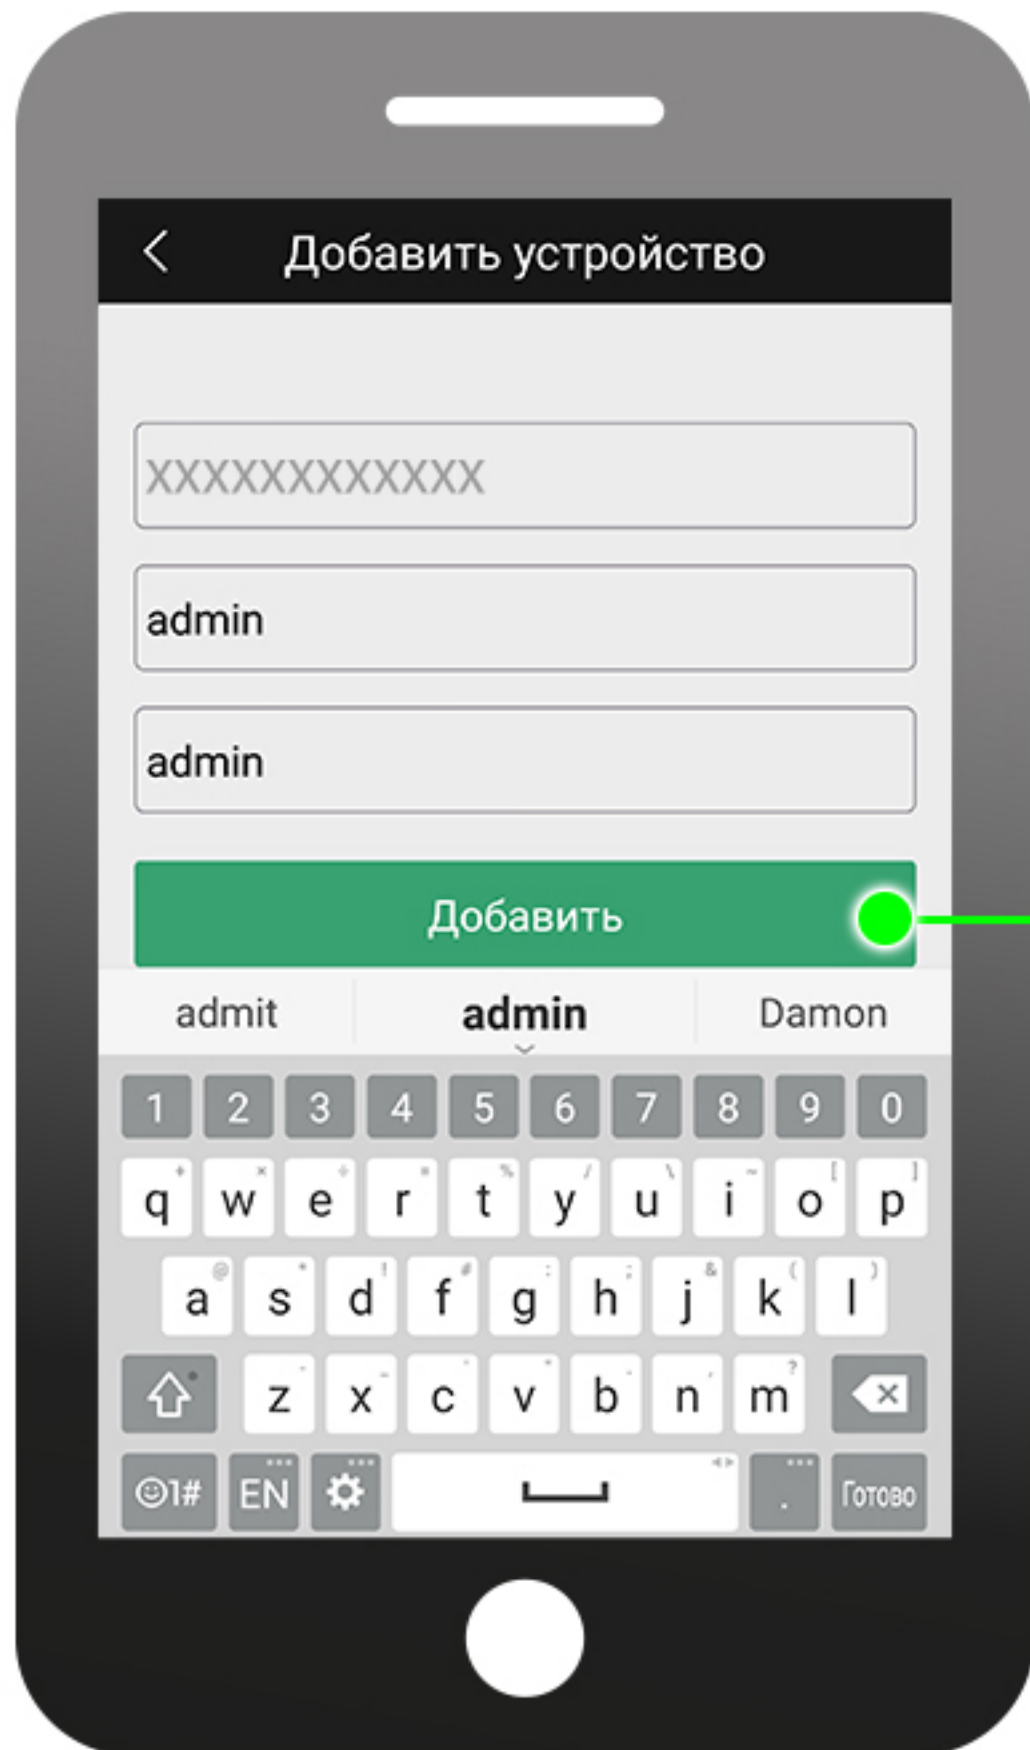 Добавить устройство
XXXXXXXXXXXX
admin
admin
Добавить
admit admin Damon
1 2 3 4 5 6 7 8 9 0
q w e r t y u i o p
a s d f g h j k l
z x c v b n m
☺1# EN . Готово